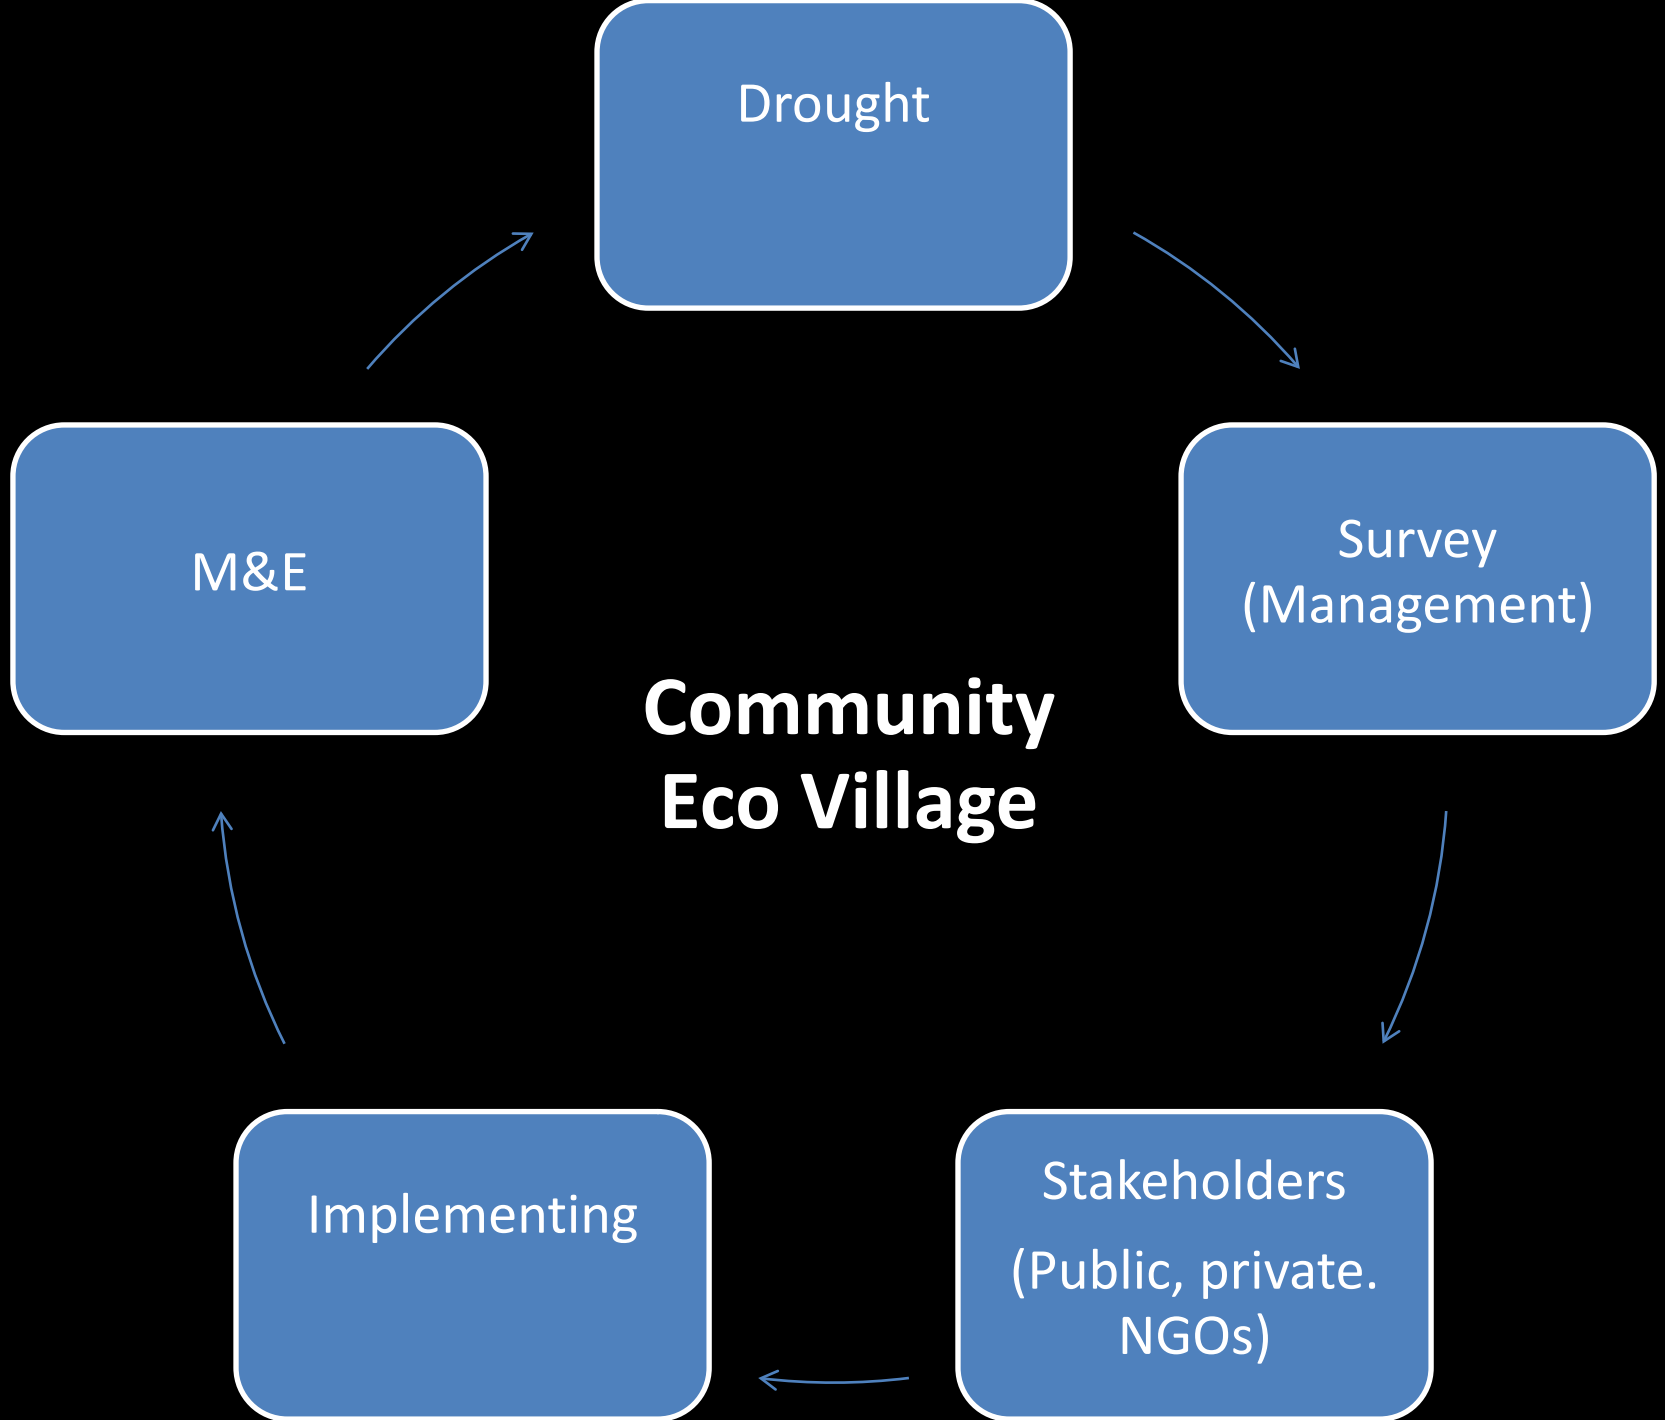 Drought
M&E
Survey
(Management)
Community
Eco Village
Implementing
Stakeholders
(Public, private.
NGOs)